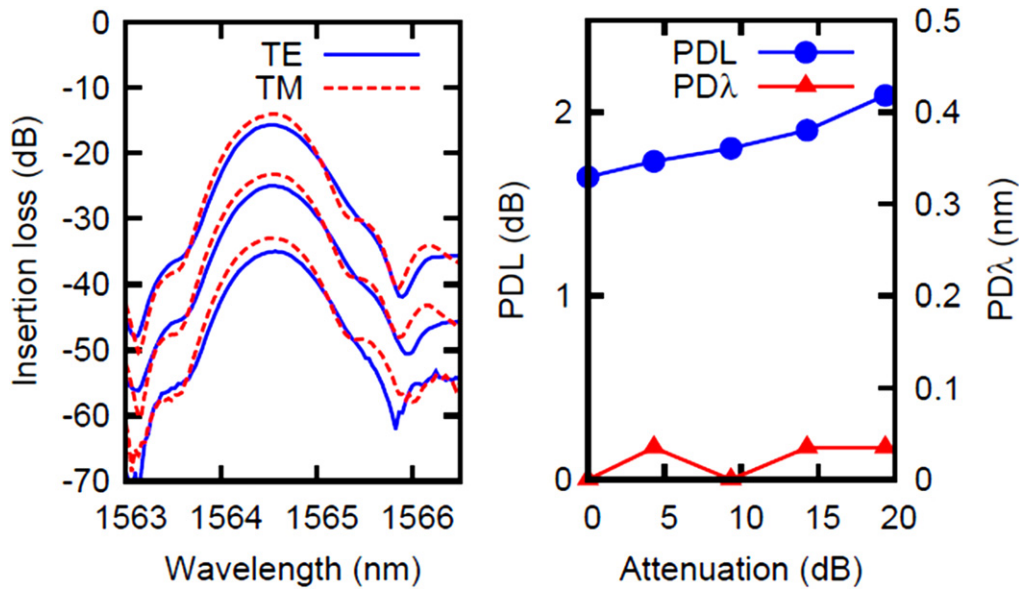 0
-10
-20
-30
-40
-50
-60
-70
Insertion loss (dB)
TE
TM
1563
1564
1565
1566
Wavelength (nm)
PDL
PDλ
2
1
0
PDL (dB)
0.5
0.4
0.3
0.2
0.1
0
PDλ (nm)
0
5
10
15
20
Attenuation (dB)